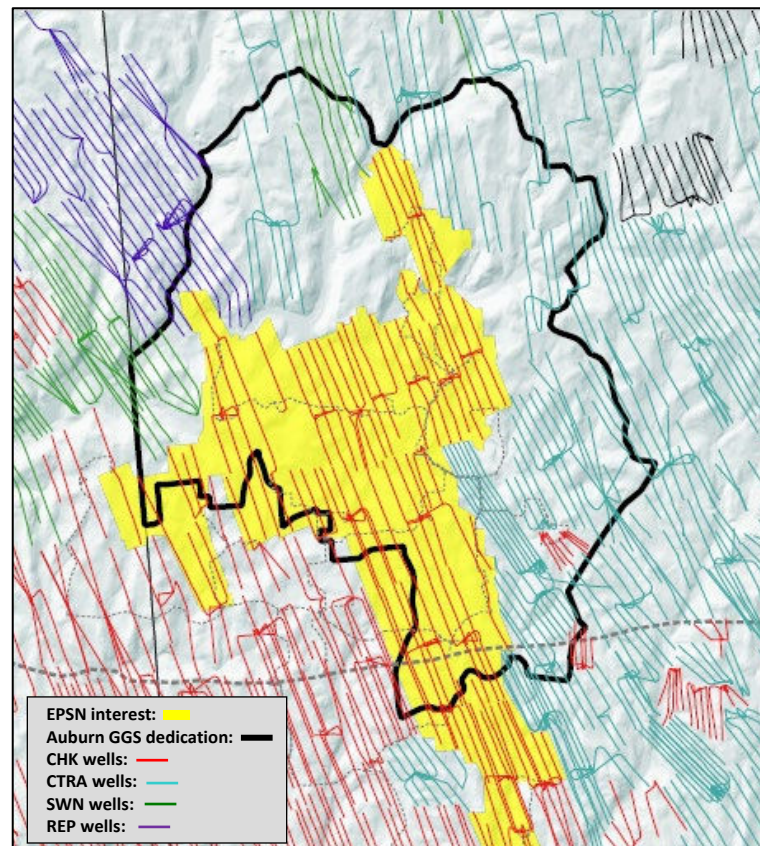 EPSN interest:
Auburn GGS dedication:
CHK wells:
CTRA wells:
SWN wells:
REP wells: